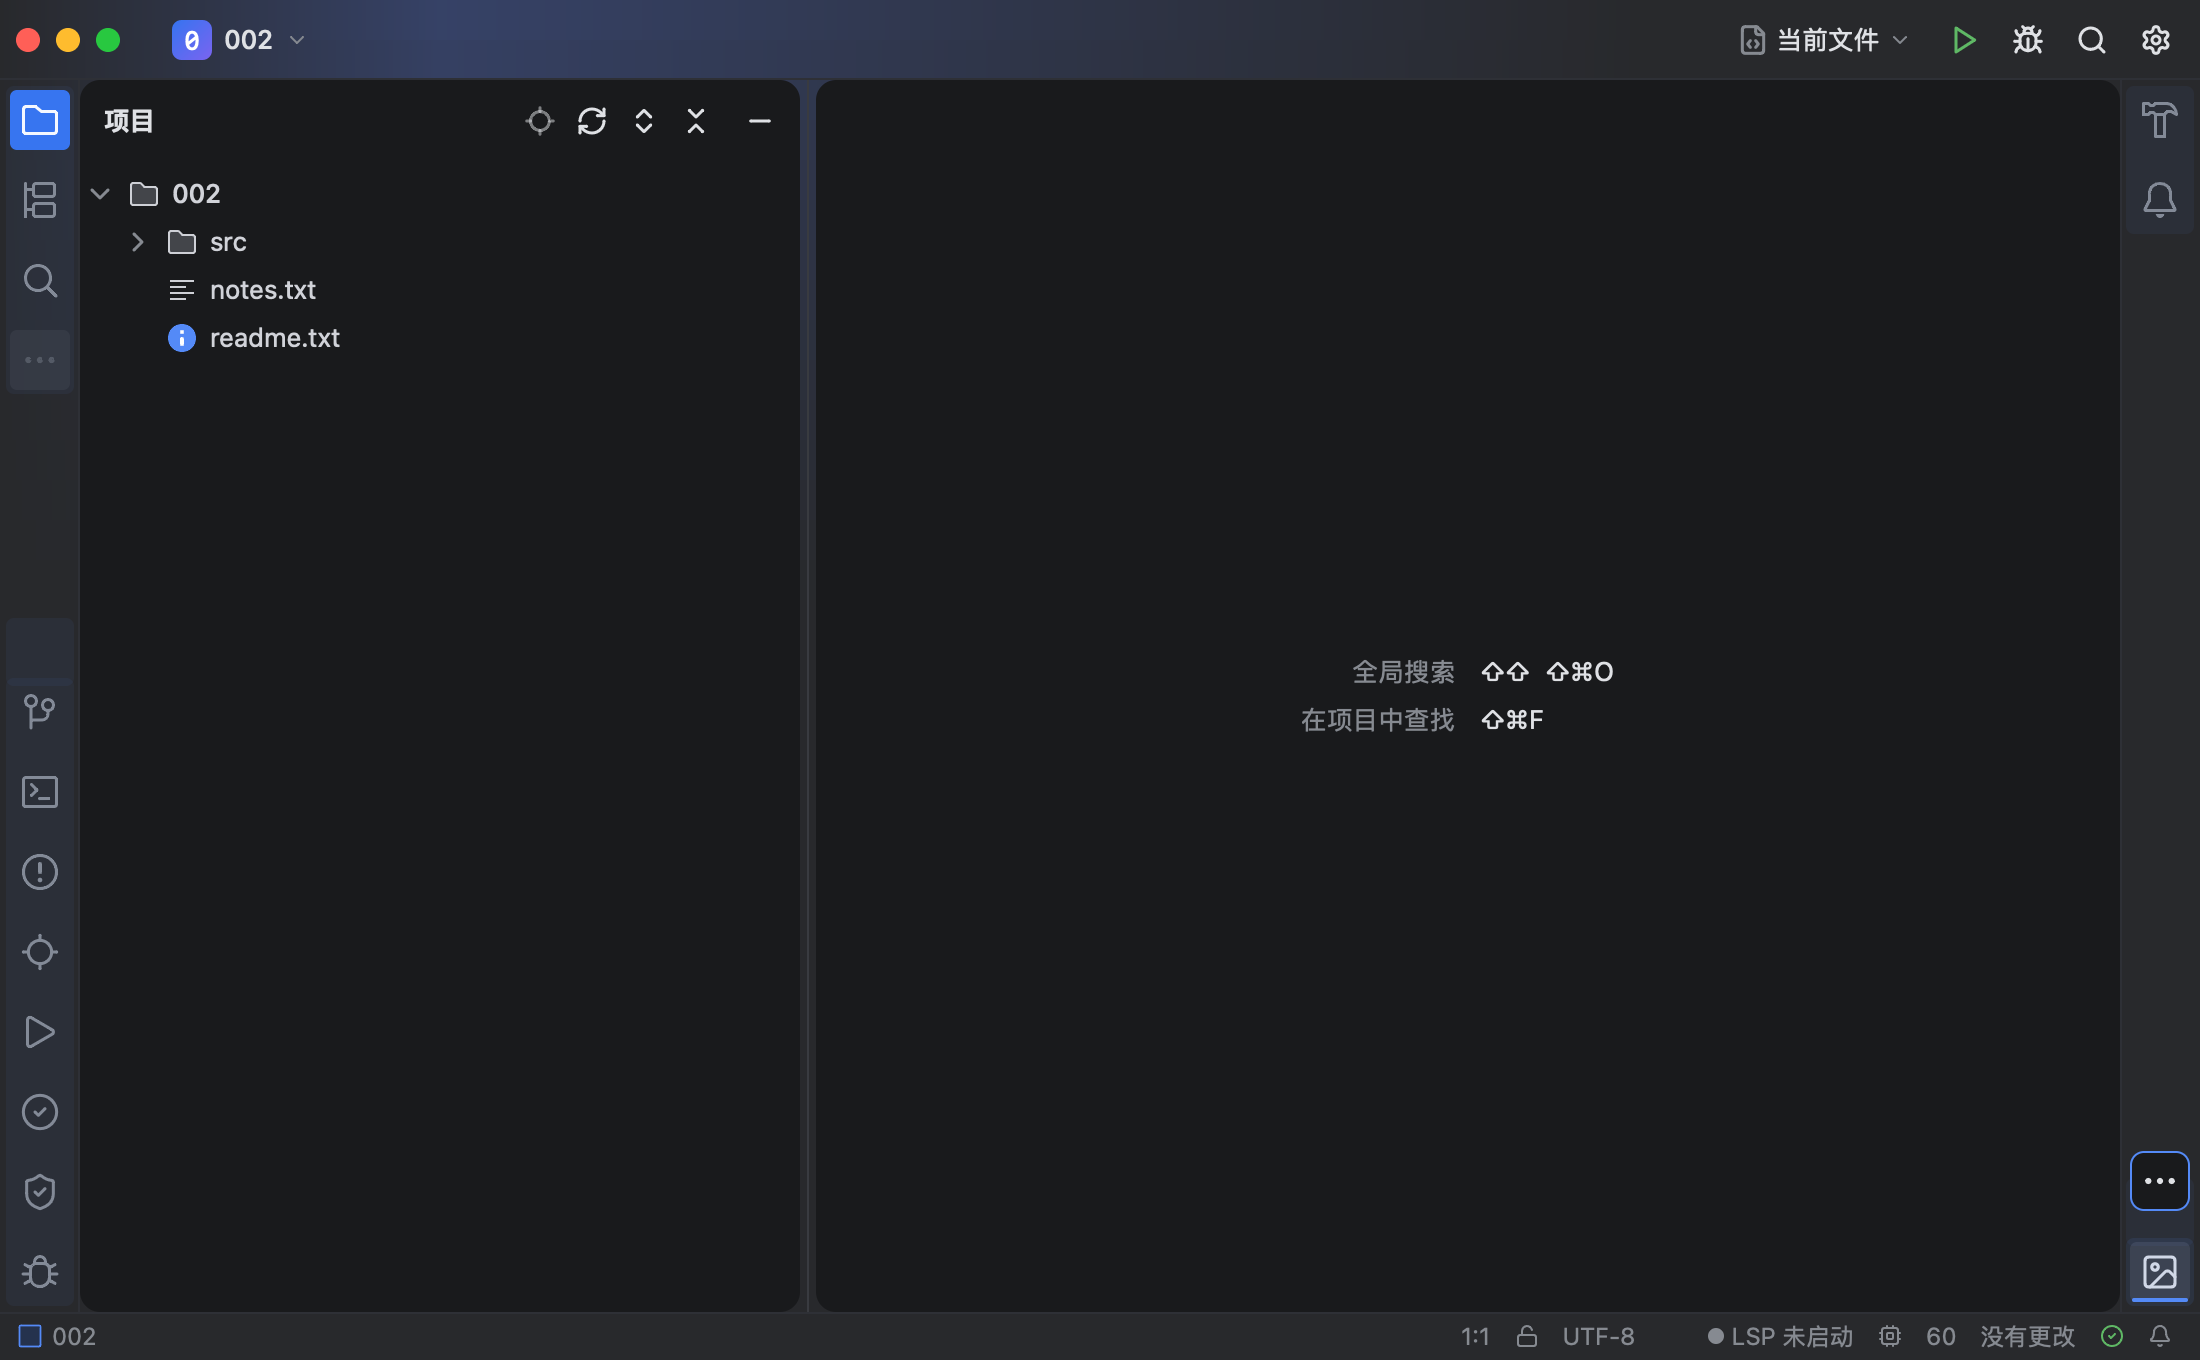 0 002
当前文件
项目
002
src
notes.txt
readme.txt
全局搜索 ⇧⇧ ⇧⌘O
在项目中查找 ⇧⌘F
002
1:1 UTF-8 LSP 未启动 60 没有更改